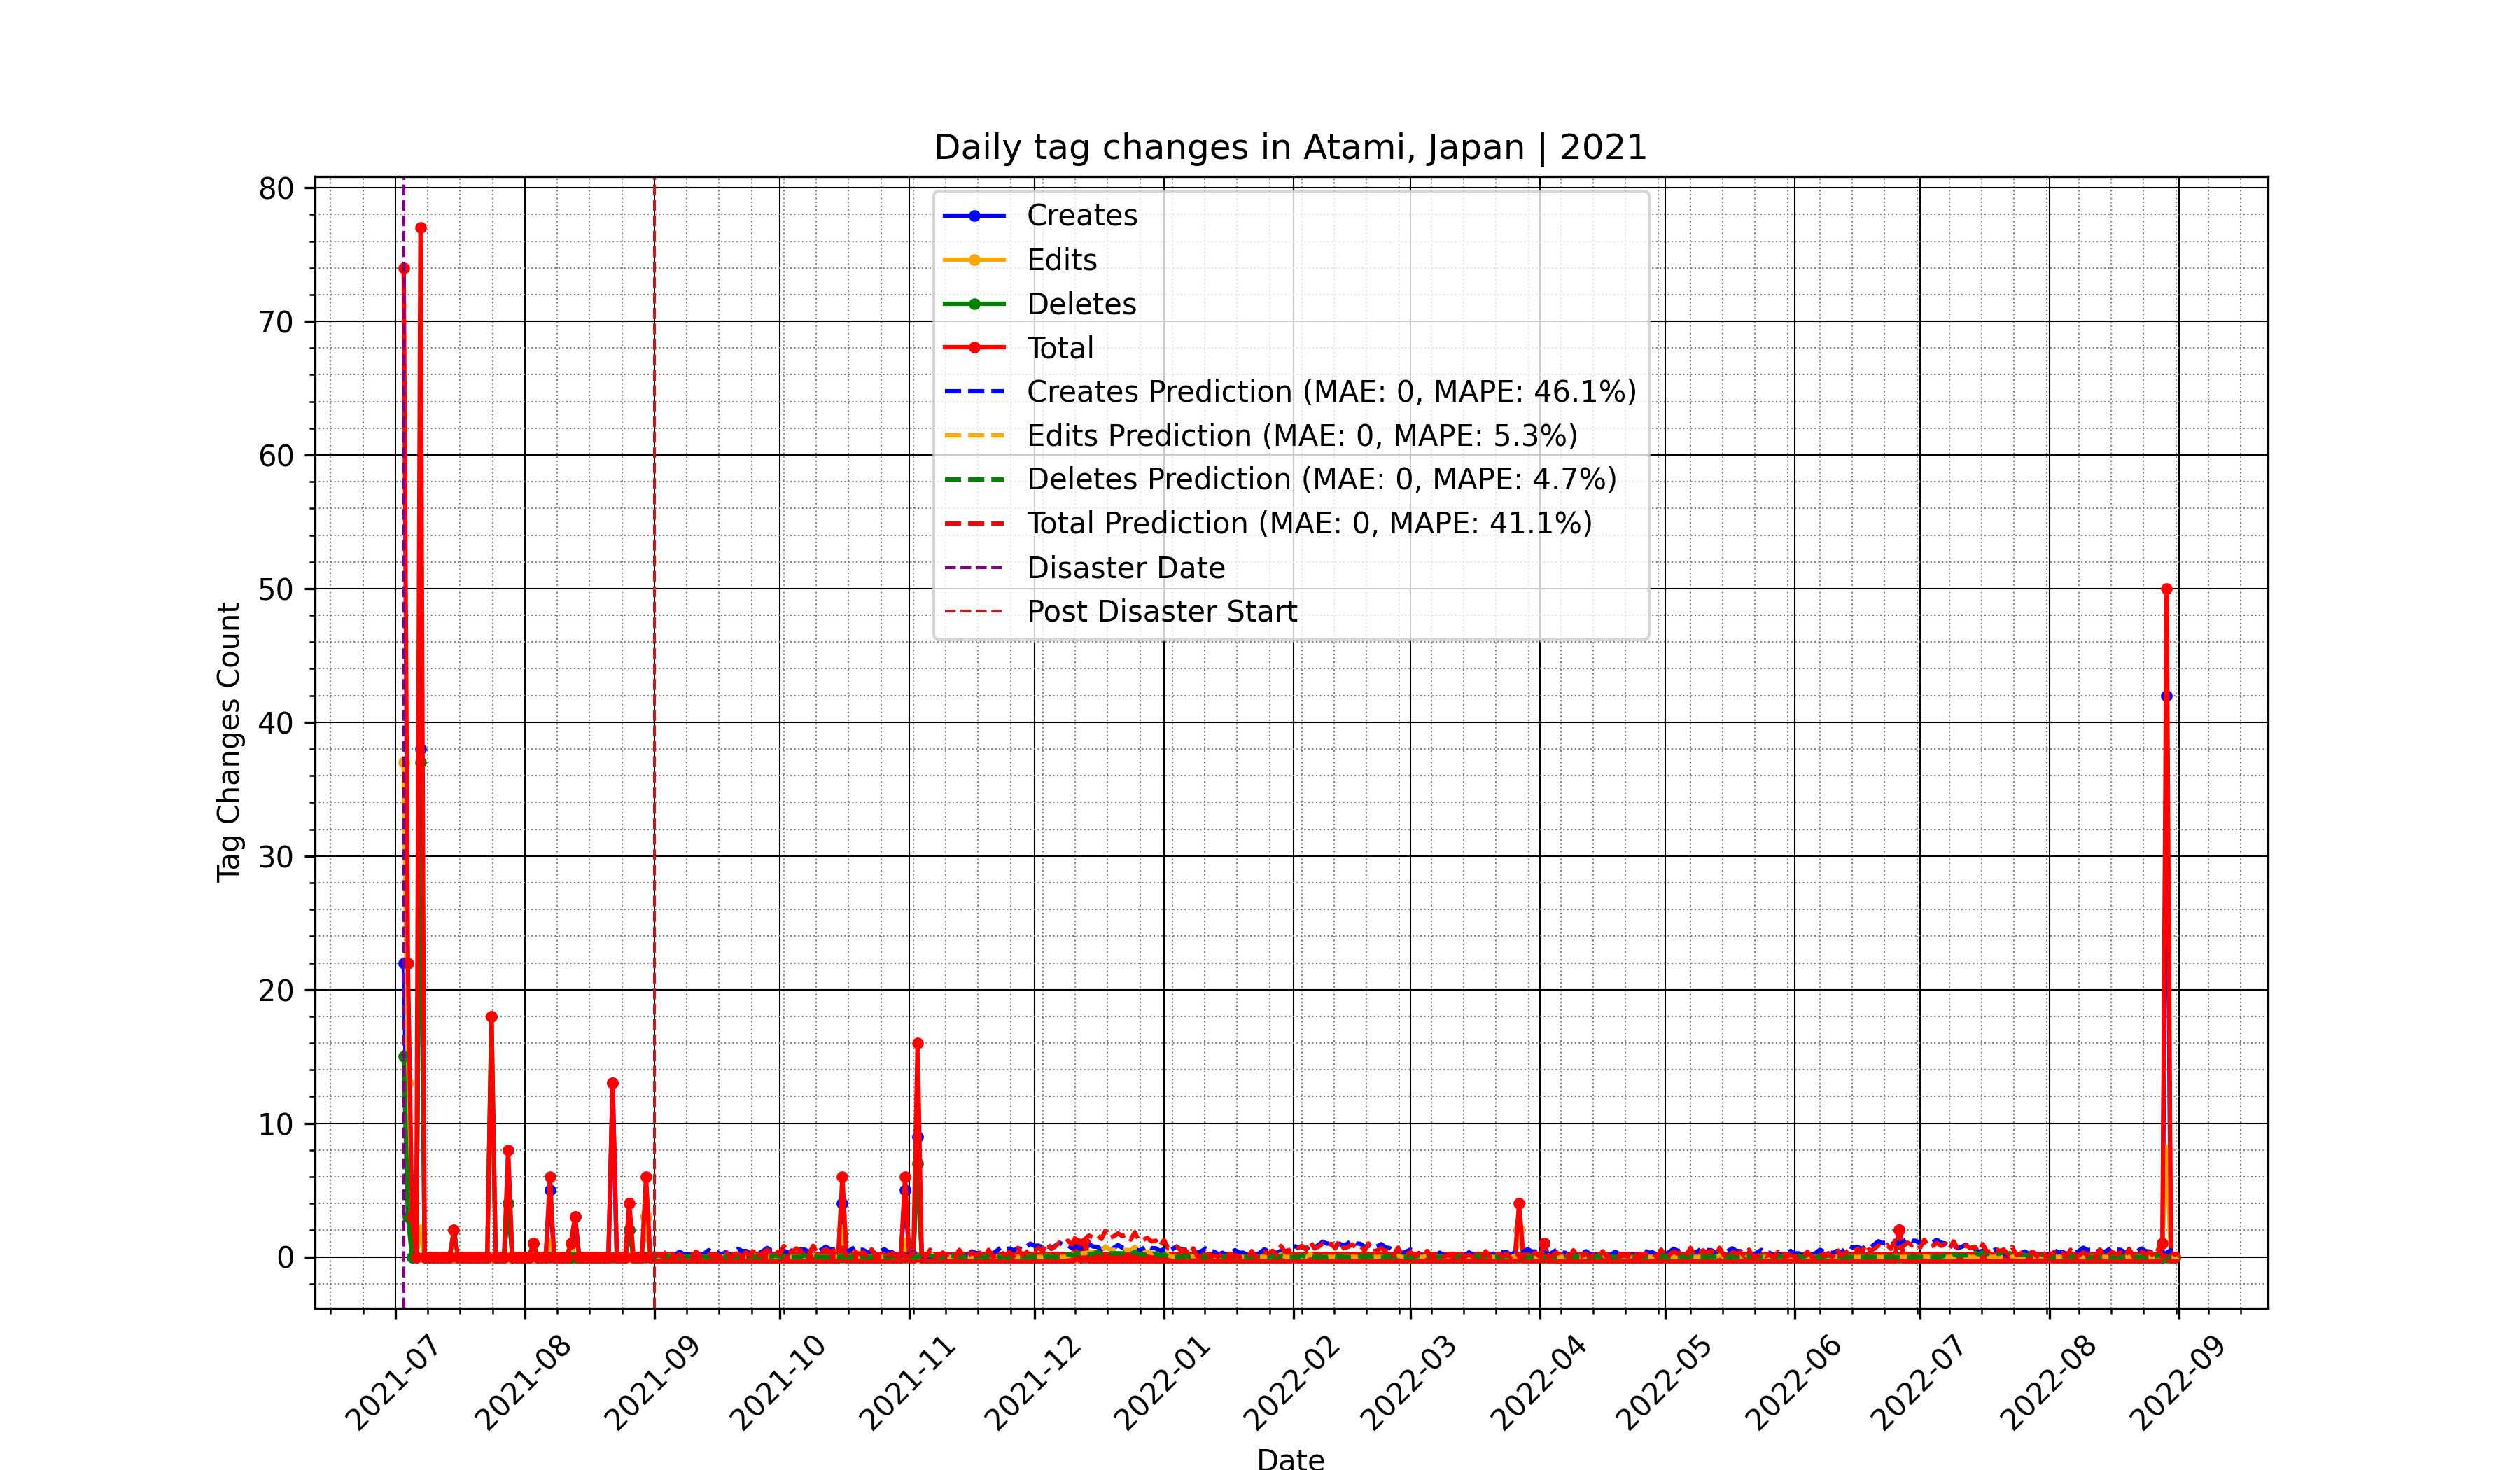 Daily tag changes in Atami, Japan | 2021
Tag Changes Count
80
70
60
50
40
30
20
10
0
Creates
Edits
Deletes
Total
Creates Prediction (MAE: 0, MAPE: 46.1%)
Edits Prediction (MAE: 0, MAPE: 5.3%)
Deletes Prediction (MAE: 0, MAPE: 4.7%)
Total Prediction (MAE: 0, MAPE: 41.1%)
Disaster Date
Post Disaster Start
2021-07
2021-08
2021-09
2021-10
2021-11
2021-12
2022-01
2022-02
2022-03
2022-04
2022-05
2022-06
2022-07
2022-08
2022-09
Date